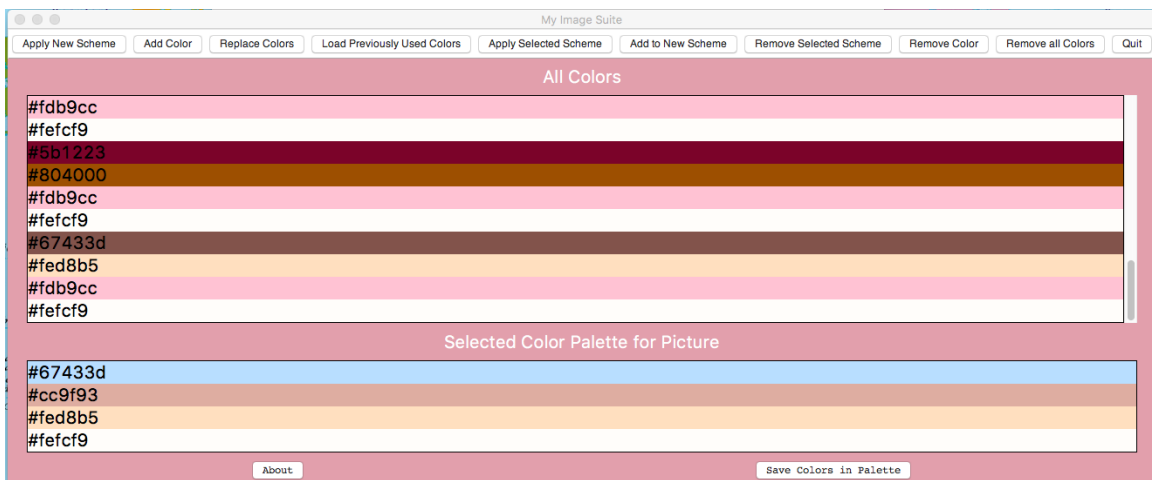 My Image Suite
Apply New Scheme Add Color Replace Colors Load Previously Used Colors Apply Selected Scheme Add to New Scheme Remove Selected Scheme Remove Color Remove all Colors Quit
All Colors
#fdb9cc
#fefcf9
#5b1223
#804000
#fdb9cc
#fefcf9
#67433d
#fed8b5
#fdb9cc
#fefcf9
Selected Color Palette for Picture
#67433d
#cc9f93
#fed8b5
#fefcf9
About Save Colors in Palette